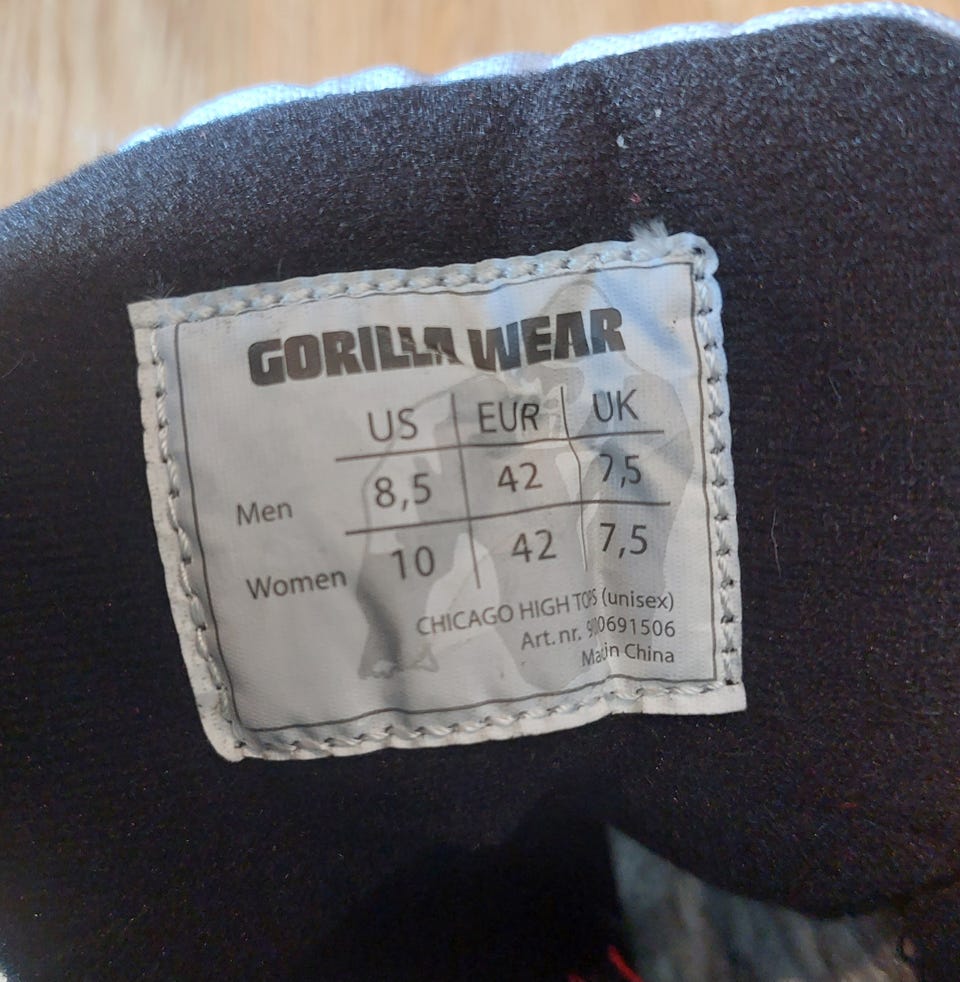 GORILLA WEAR
US EUR UK
Men 8,5 42 7,5
Women 10 42 7,5
CHICAGO HIGH TOPS (unisex)
Art. nr. 900691506
in China